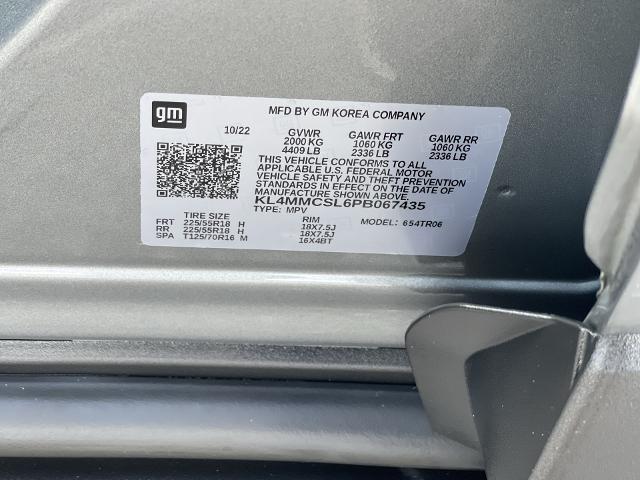 gm
MFD BY GM KOREA COMPANY
10/22 GVWR GAWR FRT GAWR RR
2000 KG 1060 KG 1060 KG
4409 LB 2336 LB 2336 LB
THIS VEHICLE CONFORMS TO ALL
APPLICABLE U.S. FEDERAL MOTOR
VEHICLE SAFETY AND THEFT PREVENTION
STANDARDS IN EFFECT ON THE DATE OF
MANUFACTURE SHOWN ABOVE.
KL4MMCSL6PB067435
TYPE: MPV MODEL: 654TR06
TIRE SIZE RIM
FRT 225/55R18 H 18X7.5J
RR 225/55R18 H 18X7.5J
SPA T125/70R16 M 16X4BT